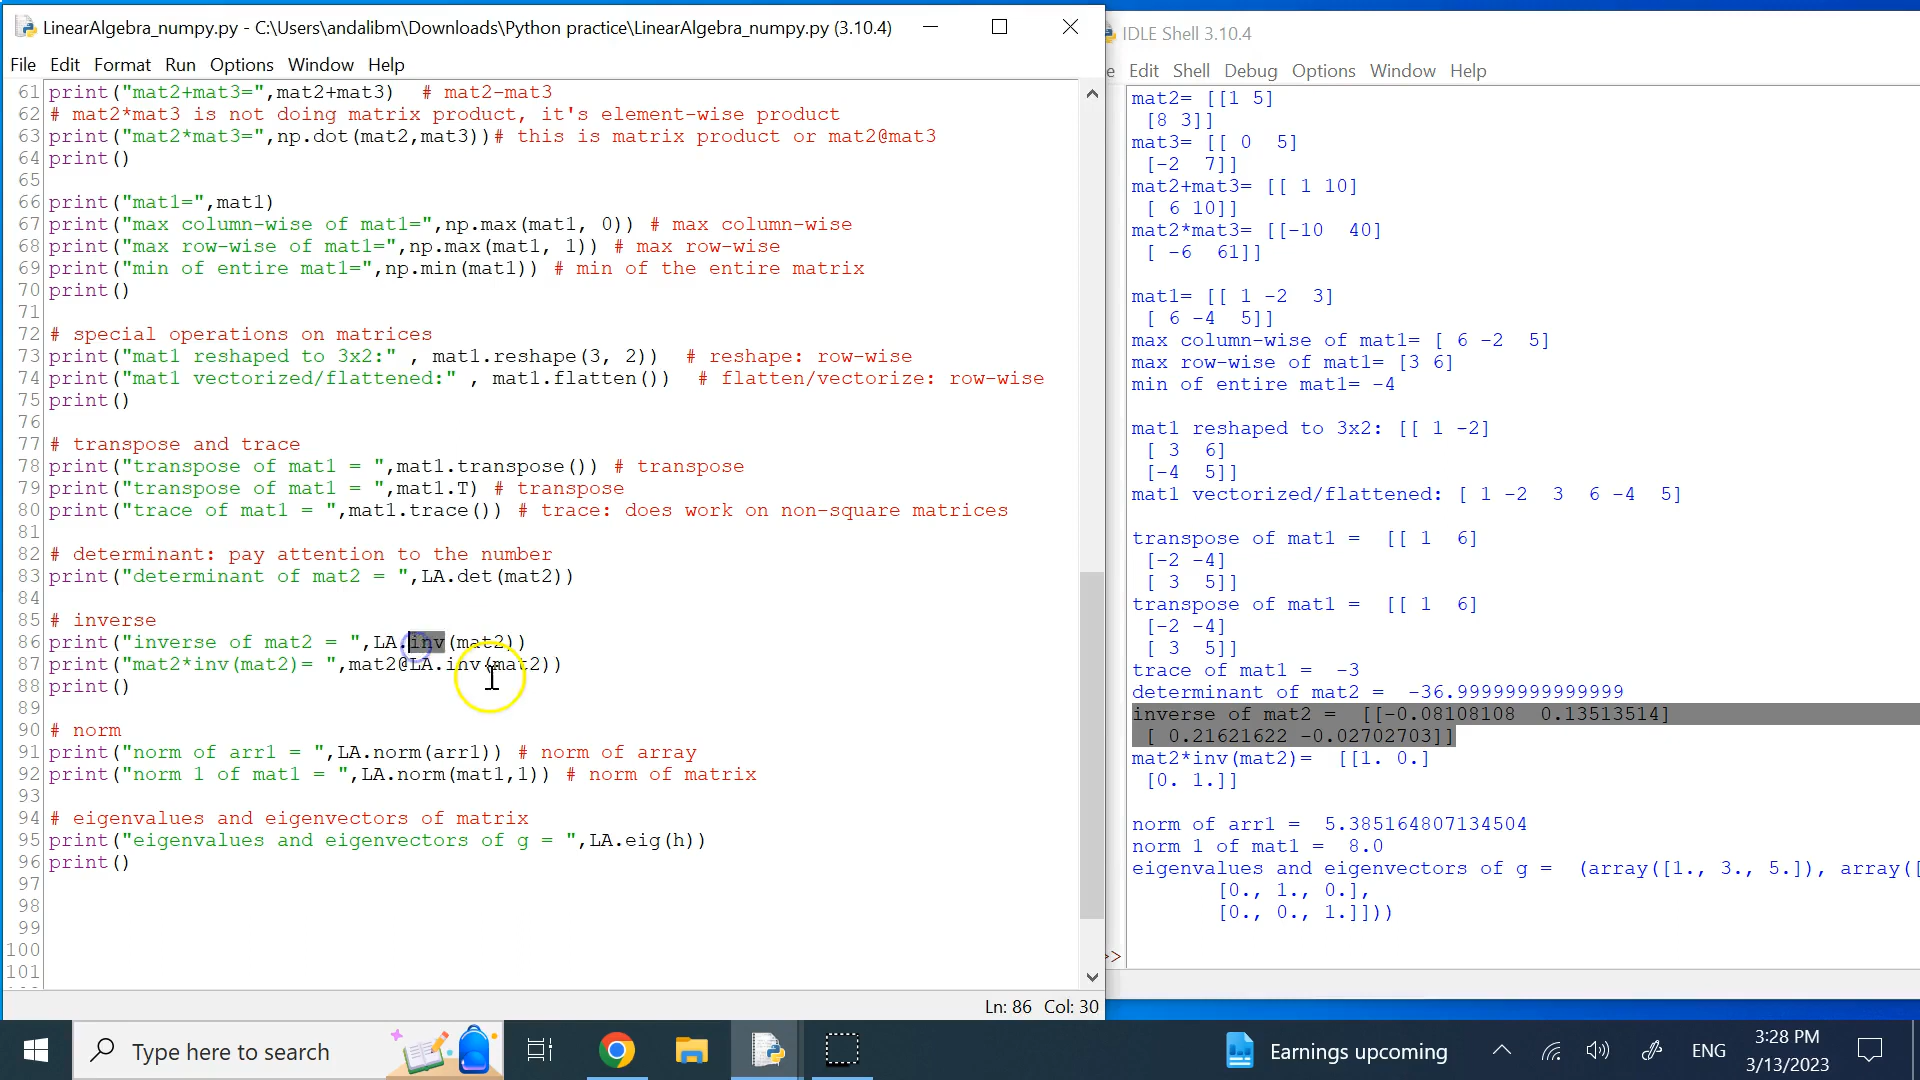 LinearAlgebra_numpy.py - C:\Users\andalibm\Downloads\Python practice\LinearAlgebra_numpy.py (3.10.4)
File Edit Format Run Options Window Help
61 print("mat2+mat3=",mat2+mat3)  # mat2-mat3
62 # mat2*mat3 is not doing matrix product, it's element-wise product
63 print("mat2*mat3=",np.dot(mat2,mat3))# this is matrix product or mat2@mat3
64 print()
65
66 print("mat1=",mat1)
67 print("max column-wise of mat1=",np.max(mat1, 0)) # max column-wise
68 print("max row-wise of mat1=",np.max(mat1, 1)) # max row-wise
69 print("min of entire mat1=",np.min(mat1)) # min of the entire matrix
70 print()
71
72 # special operations on matrices
73 print("mat1 reshaped to 3x2:" , mat1.reshape(3, 2))  # reshape: row-wise
74 print("mat1 vectorized/flattened:" , mat1.flatten())  # flatten/vectorize: row-wise
75 print()
76
77 # transpose and trace
78 print("transpose of mat1 = ",mat1.transpose()) # transpose
79 print("transpose of mat1 = ",mat1.T) # transpose
80 print("trace of mat1 = ",mat1.trace()) # trace: does work on non-square matrices
81
82 # determinant: pay attention to the number
83 print("determinant of mat2 = ",LA.det(mat2))
84
85 # inverse
86 print("inverse of mat2 = ",LA.inv(mat2))
87 print("mat2*inv(mat2)= ",mat2@LA.inv(mat2))
88 print()
89
90 # norm
91 print("norm of arr1 = ",LA.norm(arr1)) # norm of array
92 print("norm 1 of mat1 = ",LA.norm(mat1,1)) # norm of matrix
93
94 # eigenvalues and eigenvectors of matrix
95 print("eigenvalues and eigenvectors of g = ",LA.eig(h))
96 print()
97
98
99
100
101
Ln: 86 Col: 30
IDLE Shell 3.10.4
e Edit Shell Debug Options Window Help
mat2= [[1 5]
 [8 3]]
mat3= [[ 0  5]
 [-2  7]]
mat2+mat3= [[ 1 10]
 [ 6 10]]
mat2*mat3= [[-10  40]
 [ -6  61]]
mat1= [[ 1 -2  3]
 [ 6 -4  5]]
max column-wise of mat1= [ 6 -2  5]
max row-wise of mat1= [3 6]
min of entire mat1= -4
mat1 reshaped to 3x2: [[ 1 -2]
 [ 3  6]
 [-4  5]]
mat1 vectorized/flattened: [ 1 -2  3  6 -4  5]
transpose of mat1 =  [[ 1  6]
 [-2 -4]
 [ 3  5]]
transpose of mat1 =  [[ 1  6]
 [-2 -4]
 [ 3  5]]
trace of mat1 =  -3
determinant of mat2 =  -36.99999999999999
inverse of mat2 =  [[-0.08108108  0.13513514]
 [ 0.21621622 -0.02702703]]
mat2*inv(mat2)=  [[1. 0.]
 [0. 1.]]
norm of arr1 =  5.385164807134504
norm 1 of mat1 =  8.0
eigenvalues and eigenvectors of g =  (array([1., 3., 5.]), array([
       [0., 1., 0.],
       [0., 0., 1.]]))
>>
Type here to search
Earnings upcoming
ENG
3:28 PM
3/13/2023